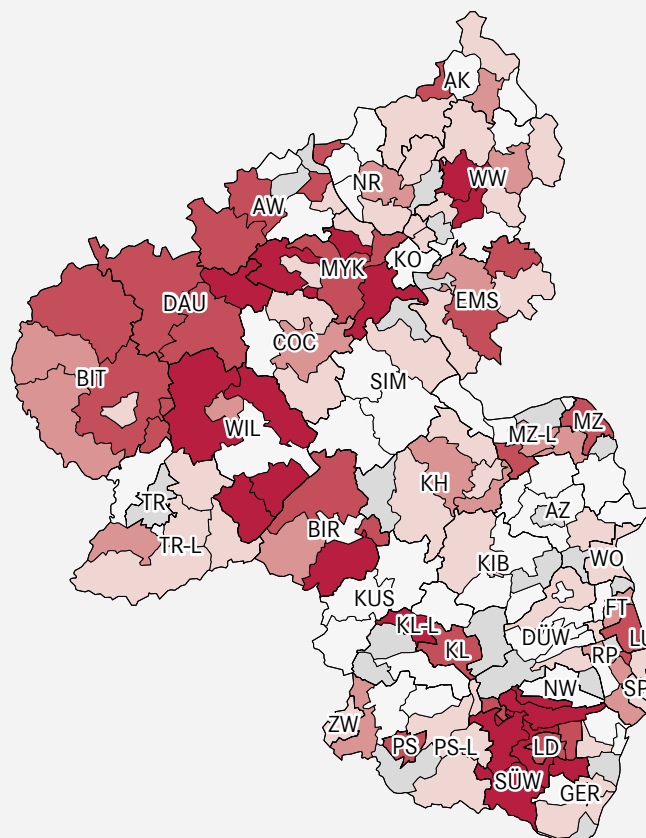 AK
NR
WW
AW
KO
MYK
EMS
DAU
COC
BIT
SIM
WIL
MZ
MZ-L
KH
TR
AZ
BIR
TR-L
KIB
WO
KUS
FT
KL-L
DÜW
LU
KL
RP
NW
SP
ZW
PS
PS-L
LD
SÜW
GER